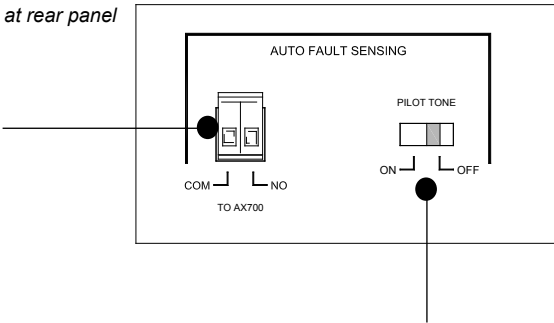 at rear panel
AUTO FAULT SENSING
PILOT TONE
ON OFF
COM NO
TO AX700